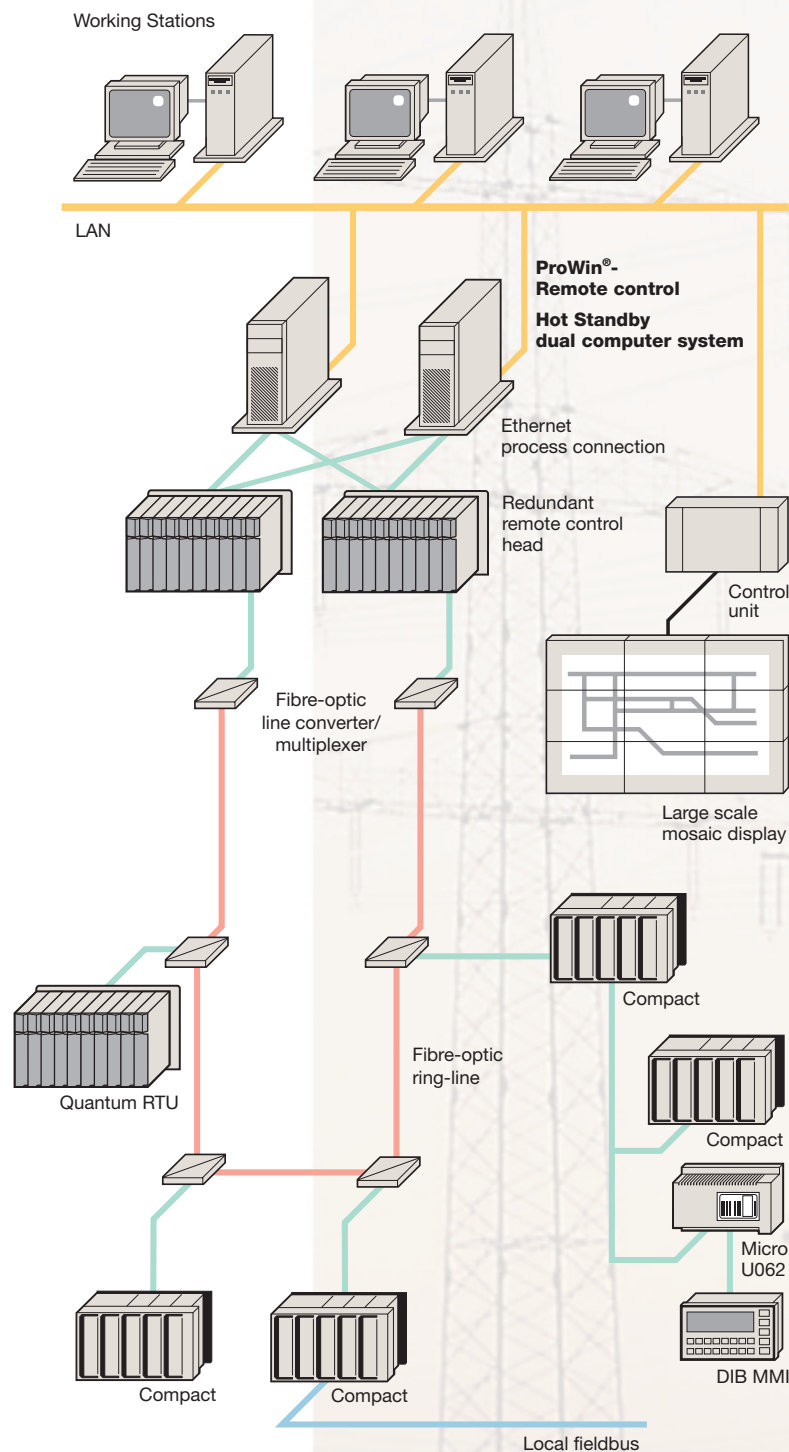 Working Stations
LAN
ProWin®-
Remote control
Hot Standby
dual computer system
Ethernet
process connection
Redundant
remote control
head
Control
unit
Fibre-optic
line converter/
multiplexer
Large scale
mosaic display
Compact
Fibre-optic
ring-line
Quantum RTU
Compact
Micro
U062
DIB MMI
Compact
Compact
Local fieldbus